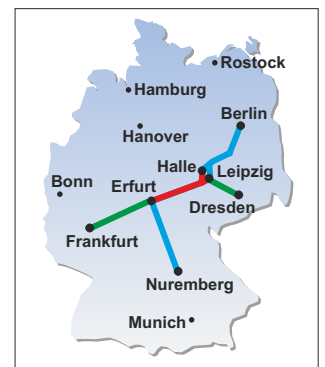 Rostock
Hamburg
Berlin
Hanover
Halle
Leipzig
Bonn
Erfurt
Dresden
Frankfurt
Nuremberg
Munich